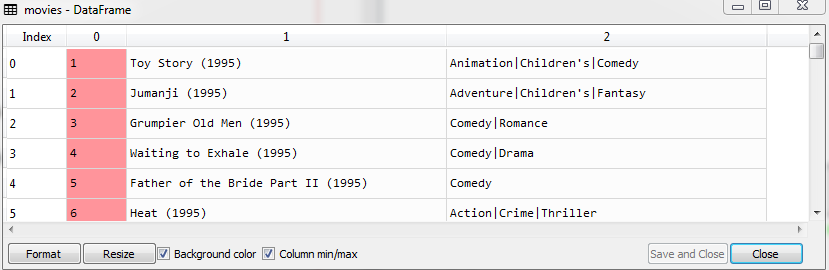 movies - DataFrame
Index 0 1 2
0 1 Toy Story (1995) Animation|Children's|Comedy
1 2 Jumanji (1995) Adventure|Children's|Fantasy
2 3 Grumpier Old Men (1995) Comedy|Romance
3 4 Waiting to Exhale (1995) Comedy|Drama
4 5 Father of the Bride Part II (1995) Comedy
5 6 Heat (1995) Action|Crime|Thriller
Format Resize Background color Column min/max Save and Close Close